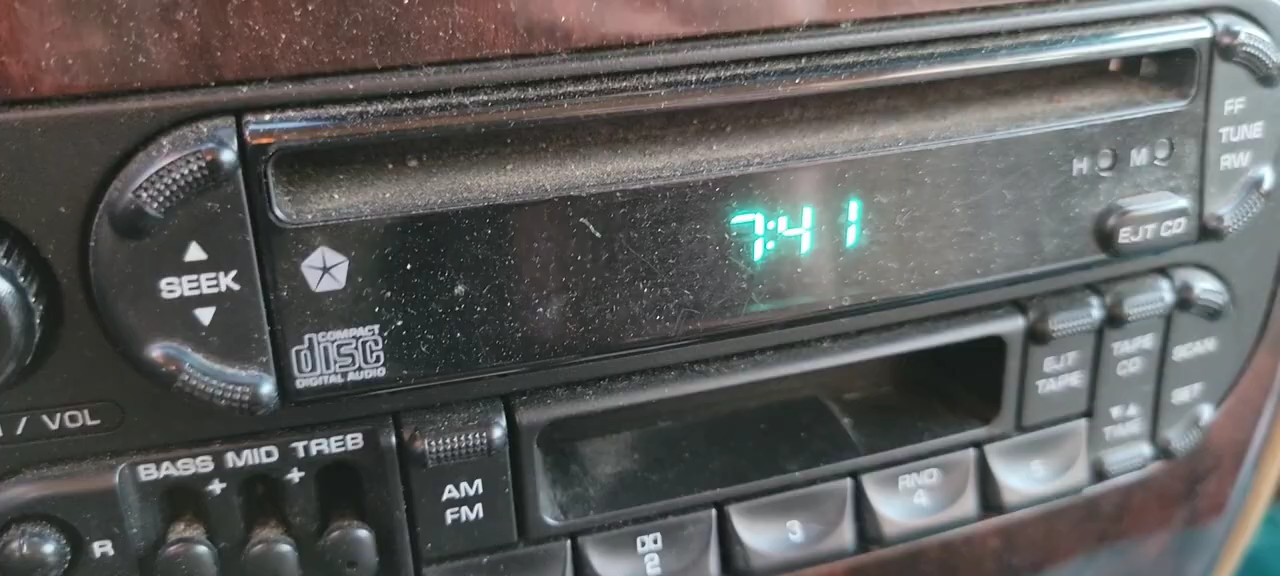 FF
TUNE
RW
H M
EJT CD
7:41
SEEK
COMPACT
disc
DIGITAL AUDIO
EJT
TAPE
TAPE
CD
TIME
SCAN
SET
/ VOL
BASS MID TREB
+ +
AM
FM
R
2
3
RND
4
5